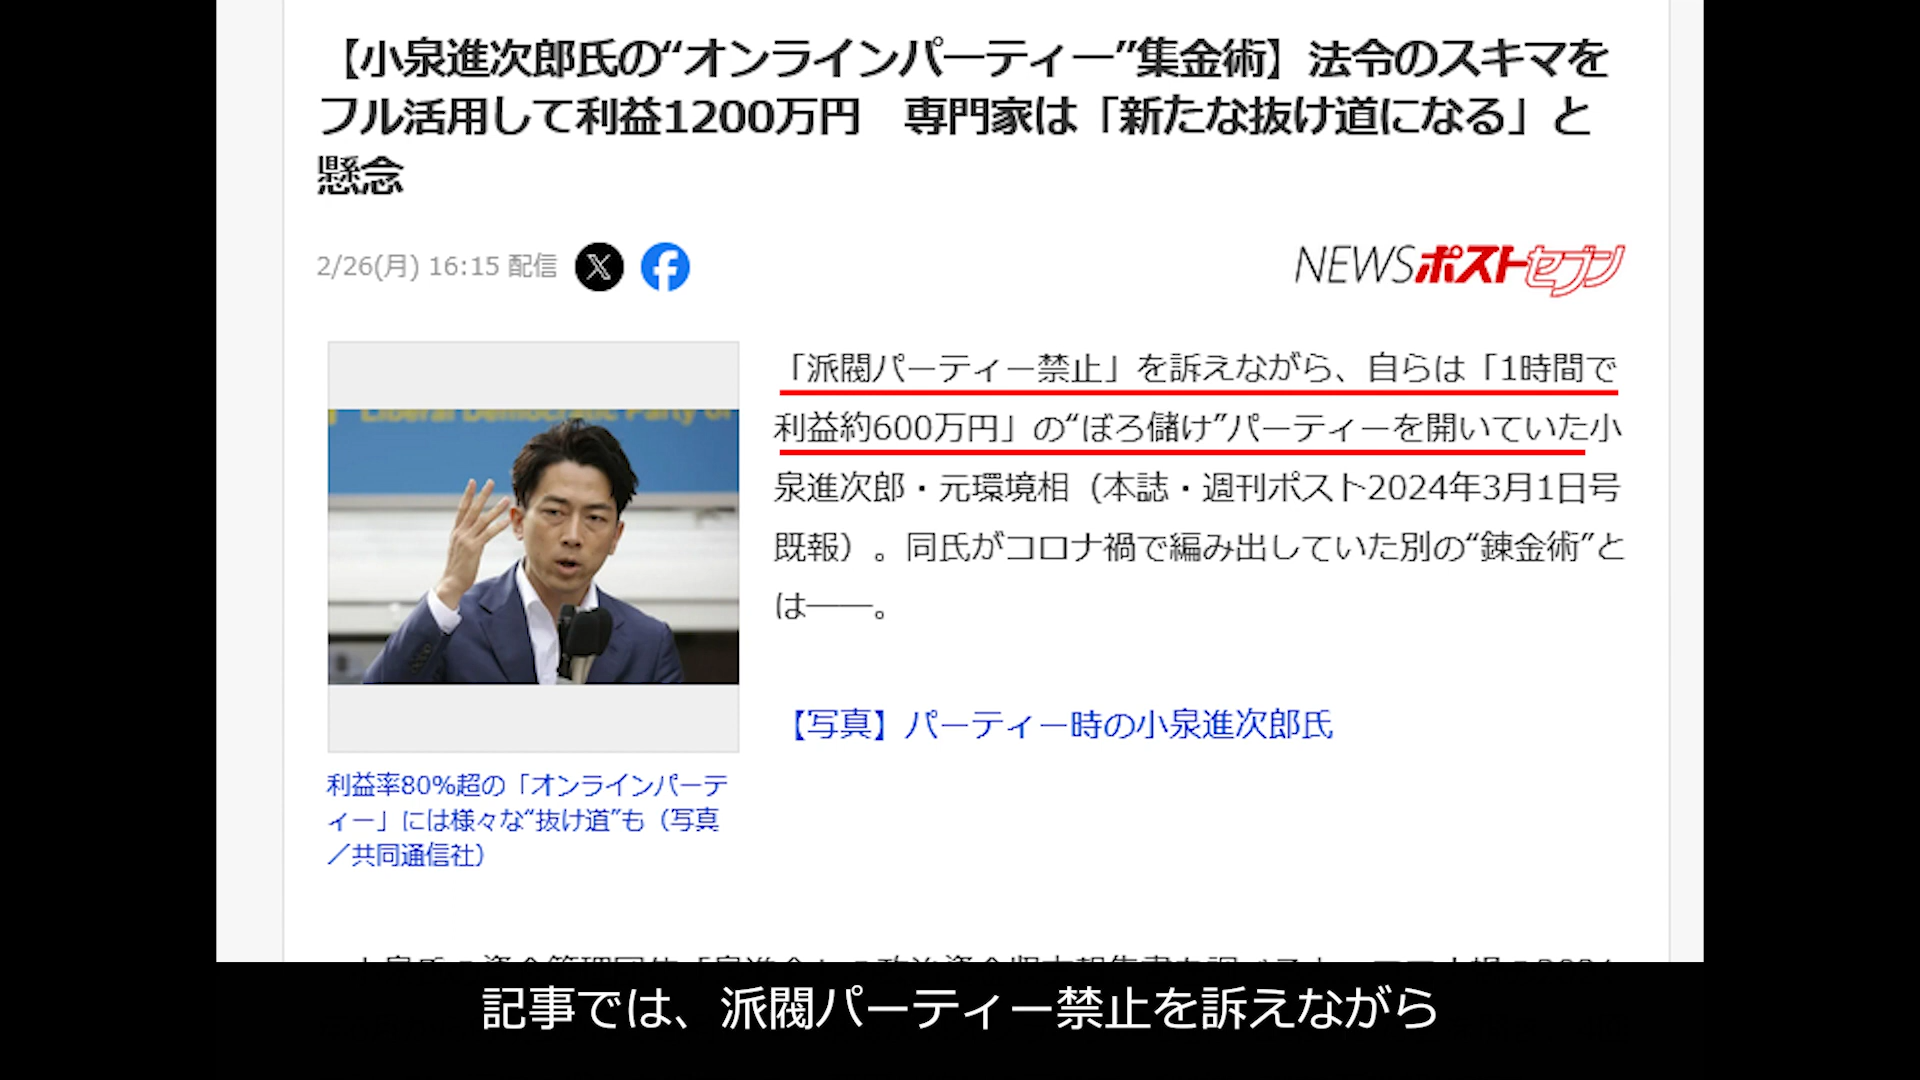 【小泉進次郎氏の“オンラインパーティー”集金術】法令のスキマを
フル活用して利益1200万円　専門家は「新たな抜け道になる」と
懸念
2/26(月) 16:15 配信
NEWSポストセブン
Liberal Democratic Party of
「派閥パーティー禁止」を訴えながら、自らは「1時間で
利益約600万円」の“ぼろ儲け”パーティーを開いていた小
泉進次郎・元環境相（本誌・週刊ポスト2024年3月1日号
既報）。同氏がコロナ禍で編み出していた別の“錬金術”と
は——。
【写真】パーティー時の小泉進次郎氏
利益率80%超の「オンラインパーテ
ィー」には様々な“抜け道”も（写真
／共同通信社）
記事では、派閥パーティー禁止を訴えながら